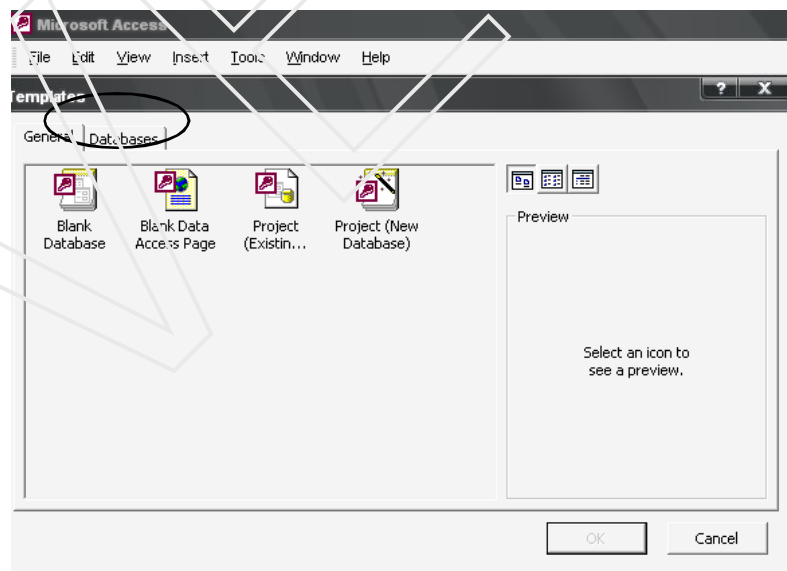 Microsoft Access
File Edit View Insert Tools Window Help
Templates
General Databases
Blank Database
Blank Data Access Page
Project (Existin...
Project (New Database)
Preview
Select an icon to
see a preview.
OK Cancel